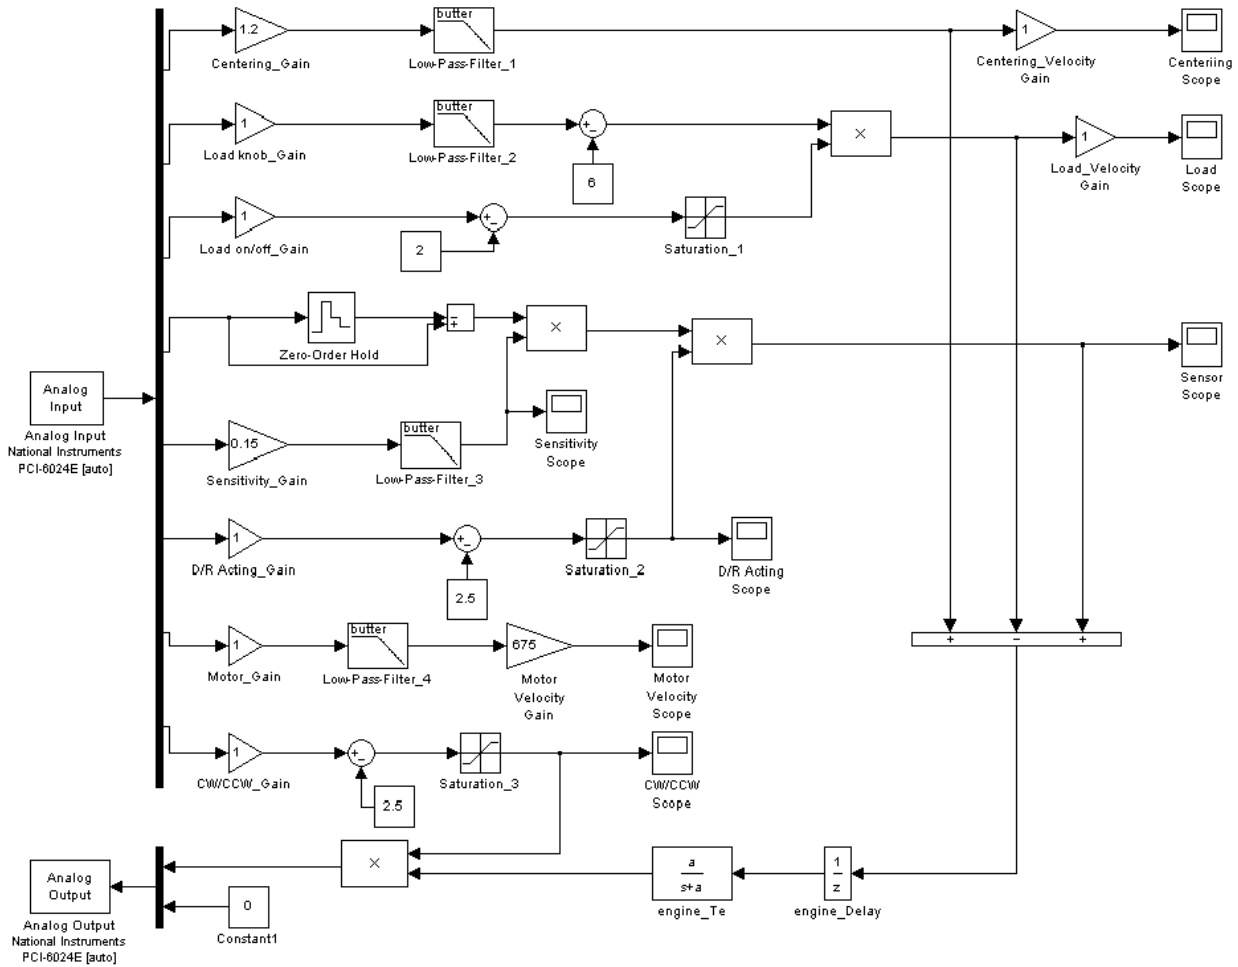 1.2
Centering_Gain
butter
Low-Pass-Filter_1
1
Centering_Velocity
Gain
Centeriing
Scope
1
Load knob_Gain
butter
Low-Pass-Filter_2
+
−
6
×
1
Load_Velocity
Gain
Load
Scope
1
Load on/off_Gain
+
−
2
Saturation_1
Zero-Order Hold
−
+
×
×
Sensor
Scope
Analog
Input
Analog Input
National Instruments
PCI-6024E [auto]
0.15
Sensitivity_Gain
butter
Low-Pass-Filter_3
Sensitivity
Scope
1
D/R Acting_Gain
+
−
2.5
Saturation_2
D/R Acting
Scope
+ − +
1
Motor_Gain
butter
Low-Pass-Filter_4
675
Motor
Velocity
Gain
Motor
Velocity
Scope
1
CW/CCW_Gain
+
−
2.5
Saturation_3
CW/CCW
Scope
×
a
s+a
engine_Te
1
z
engine_Delay
Analog
Output
Analog Output
National Instruments
PCI-6024E [auto]
0
Constant1